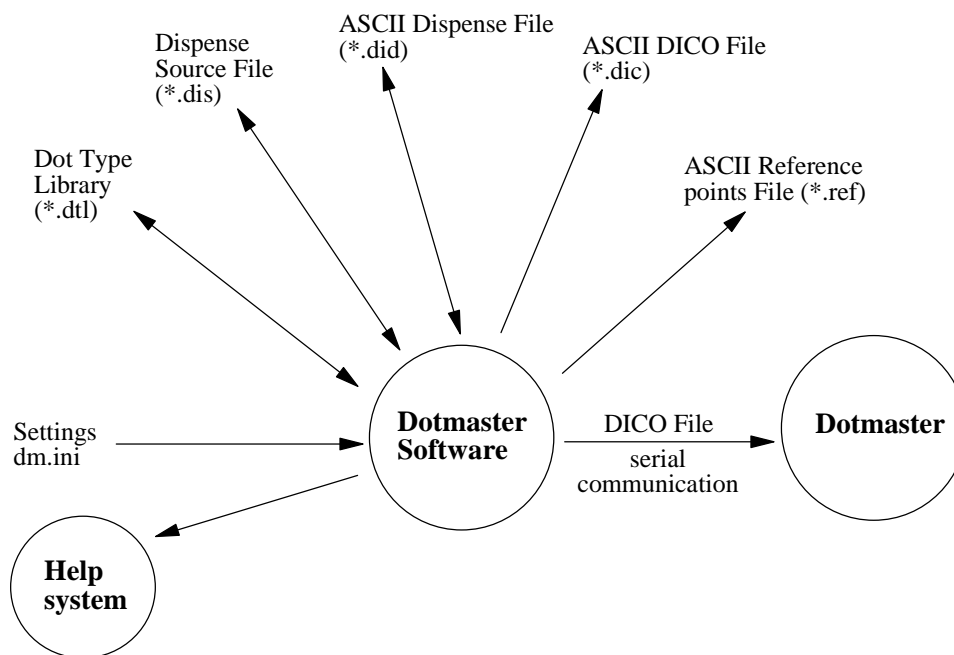 ASCII Dispense File
(*.did)
Dispense
Source File
(*.dis)
ASCII DICO File
(*.dic)
Dot Type
Library
(*.dtl)
ASCII Reference
points File (*.ref)
Settings
dm.ini
Dotmaster
Software
DICO File
serial
communication
Dotmaster
Help
system